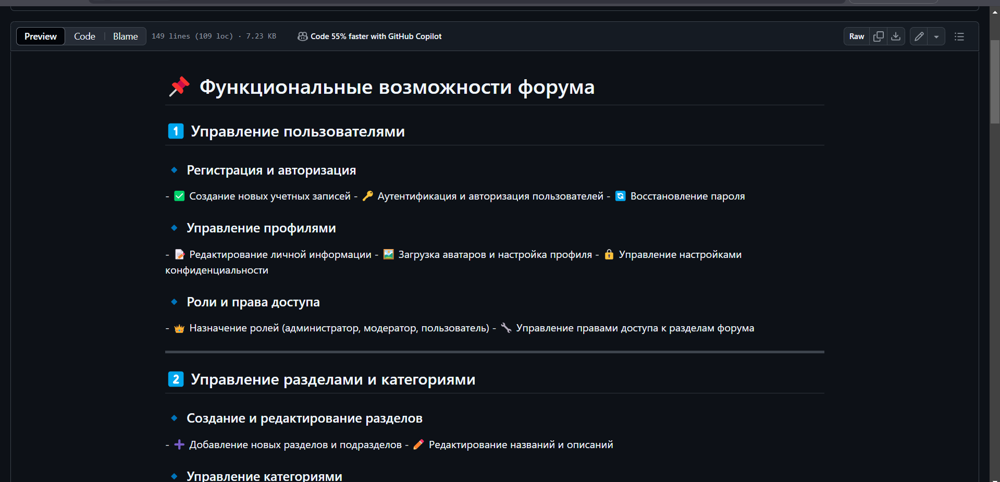 Preview Code Blame 149 lines (109 loc) · 7.23 KB Code 55% faster with GitHub Copilot Raw
📌 Функциональные возможности форума
1️⃣ Управление пользователями
🔹 Регистрация и авторизация
- ✅ Создание новых учетных записей - 🔑 Аутентификация и авторизация пользователей - 🔄 Восстановление пароля
🔹 Управление профилями
- 📝 Редактирование личной информации - 🖼️ Загрузка аватаров и настройка профиля - 🔒 Управление настройками
конфиденциальности
🔹 Роли и права доступа
- 👑 Назначение ролей (администратор, модератор, пользователь) - 🔧 Управление правами доступа к разделам форума
2️⃣ Управление разделами и категориями
🔹 Создание и редактирование разделов
- ➕ Добавление новых разделов и подразделов - ✏️ Редактирование названий и описаний
🔹 Управление категориями